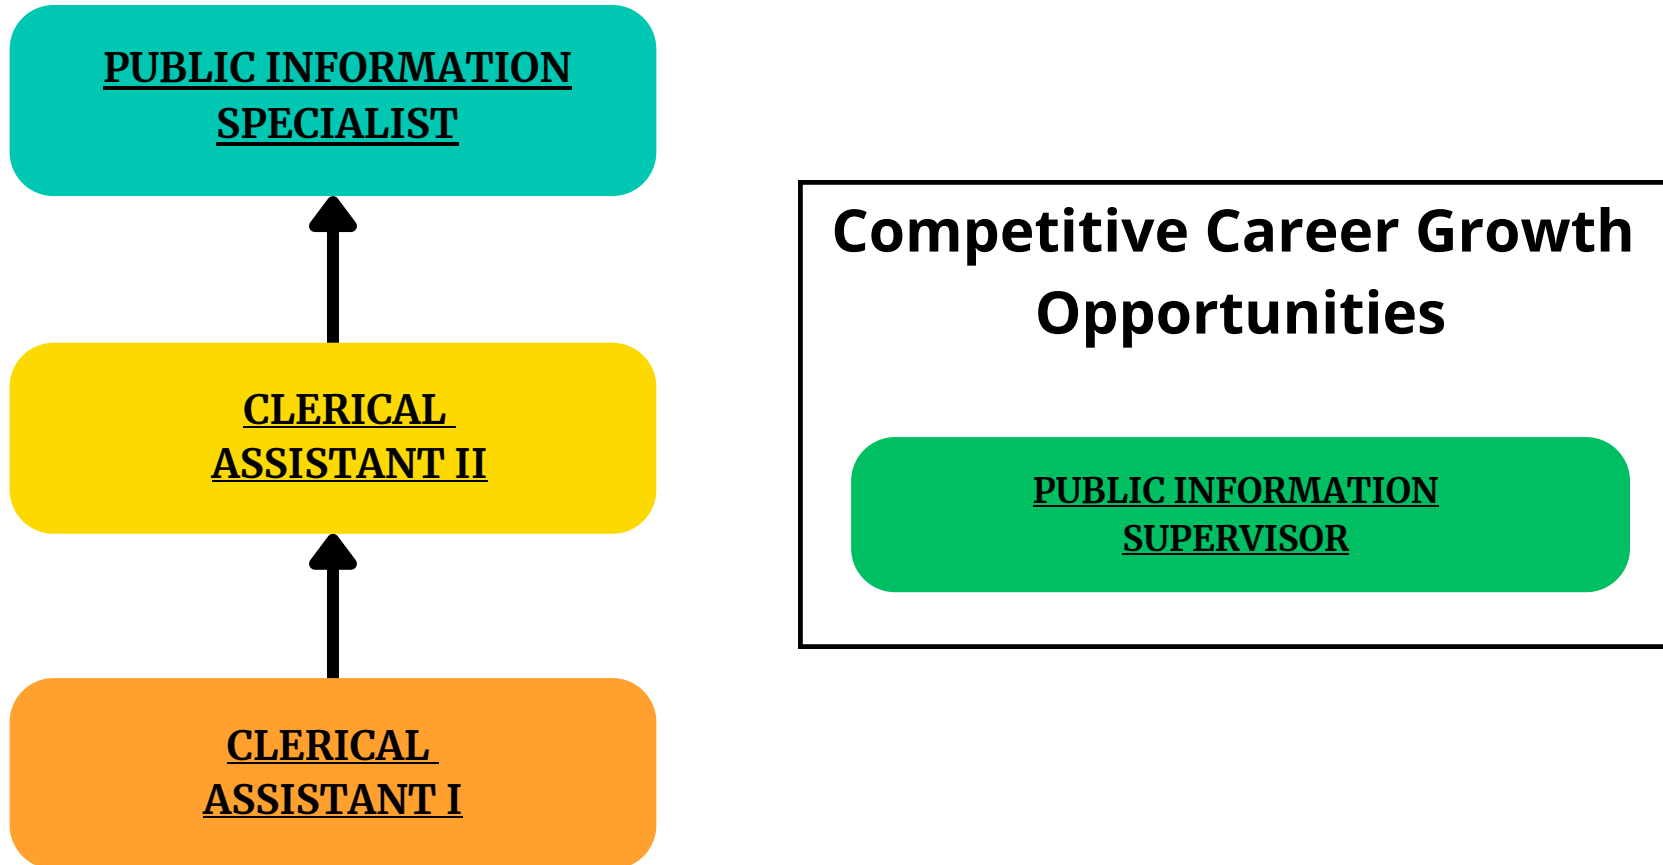 PUBLIC INFORMATION
SPECIALIST
CLERICAL
ASSISTANT II
CLERICAL
ASSISTANT I
Competitive Career Growth
Opportunities
PUBLIC INFORMATION
SUPERVISOR